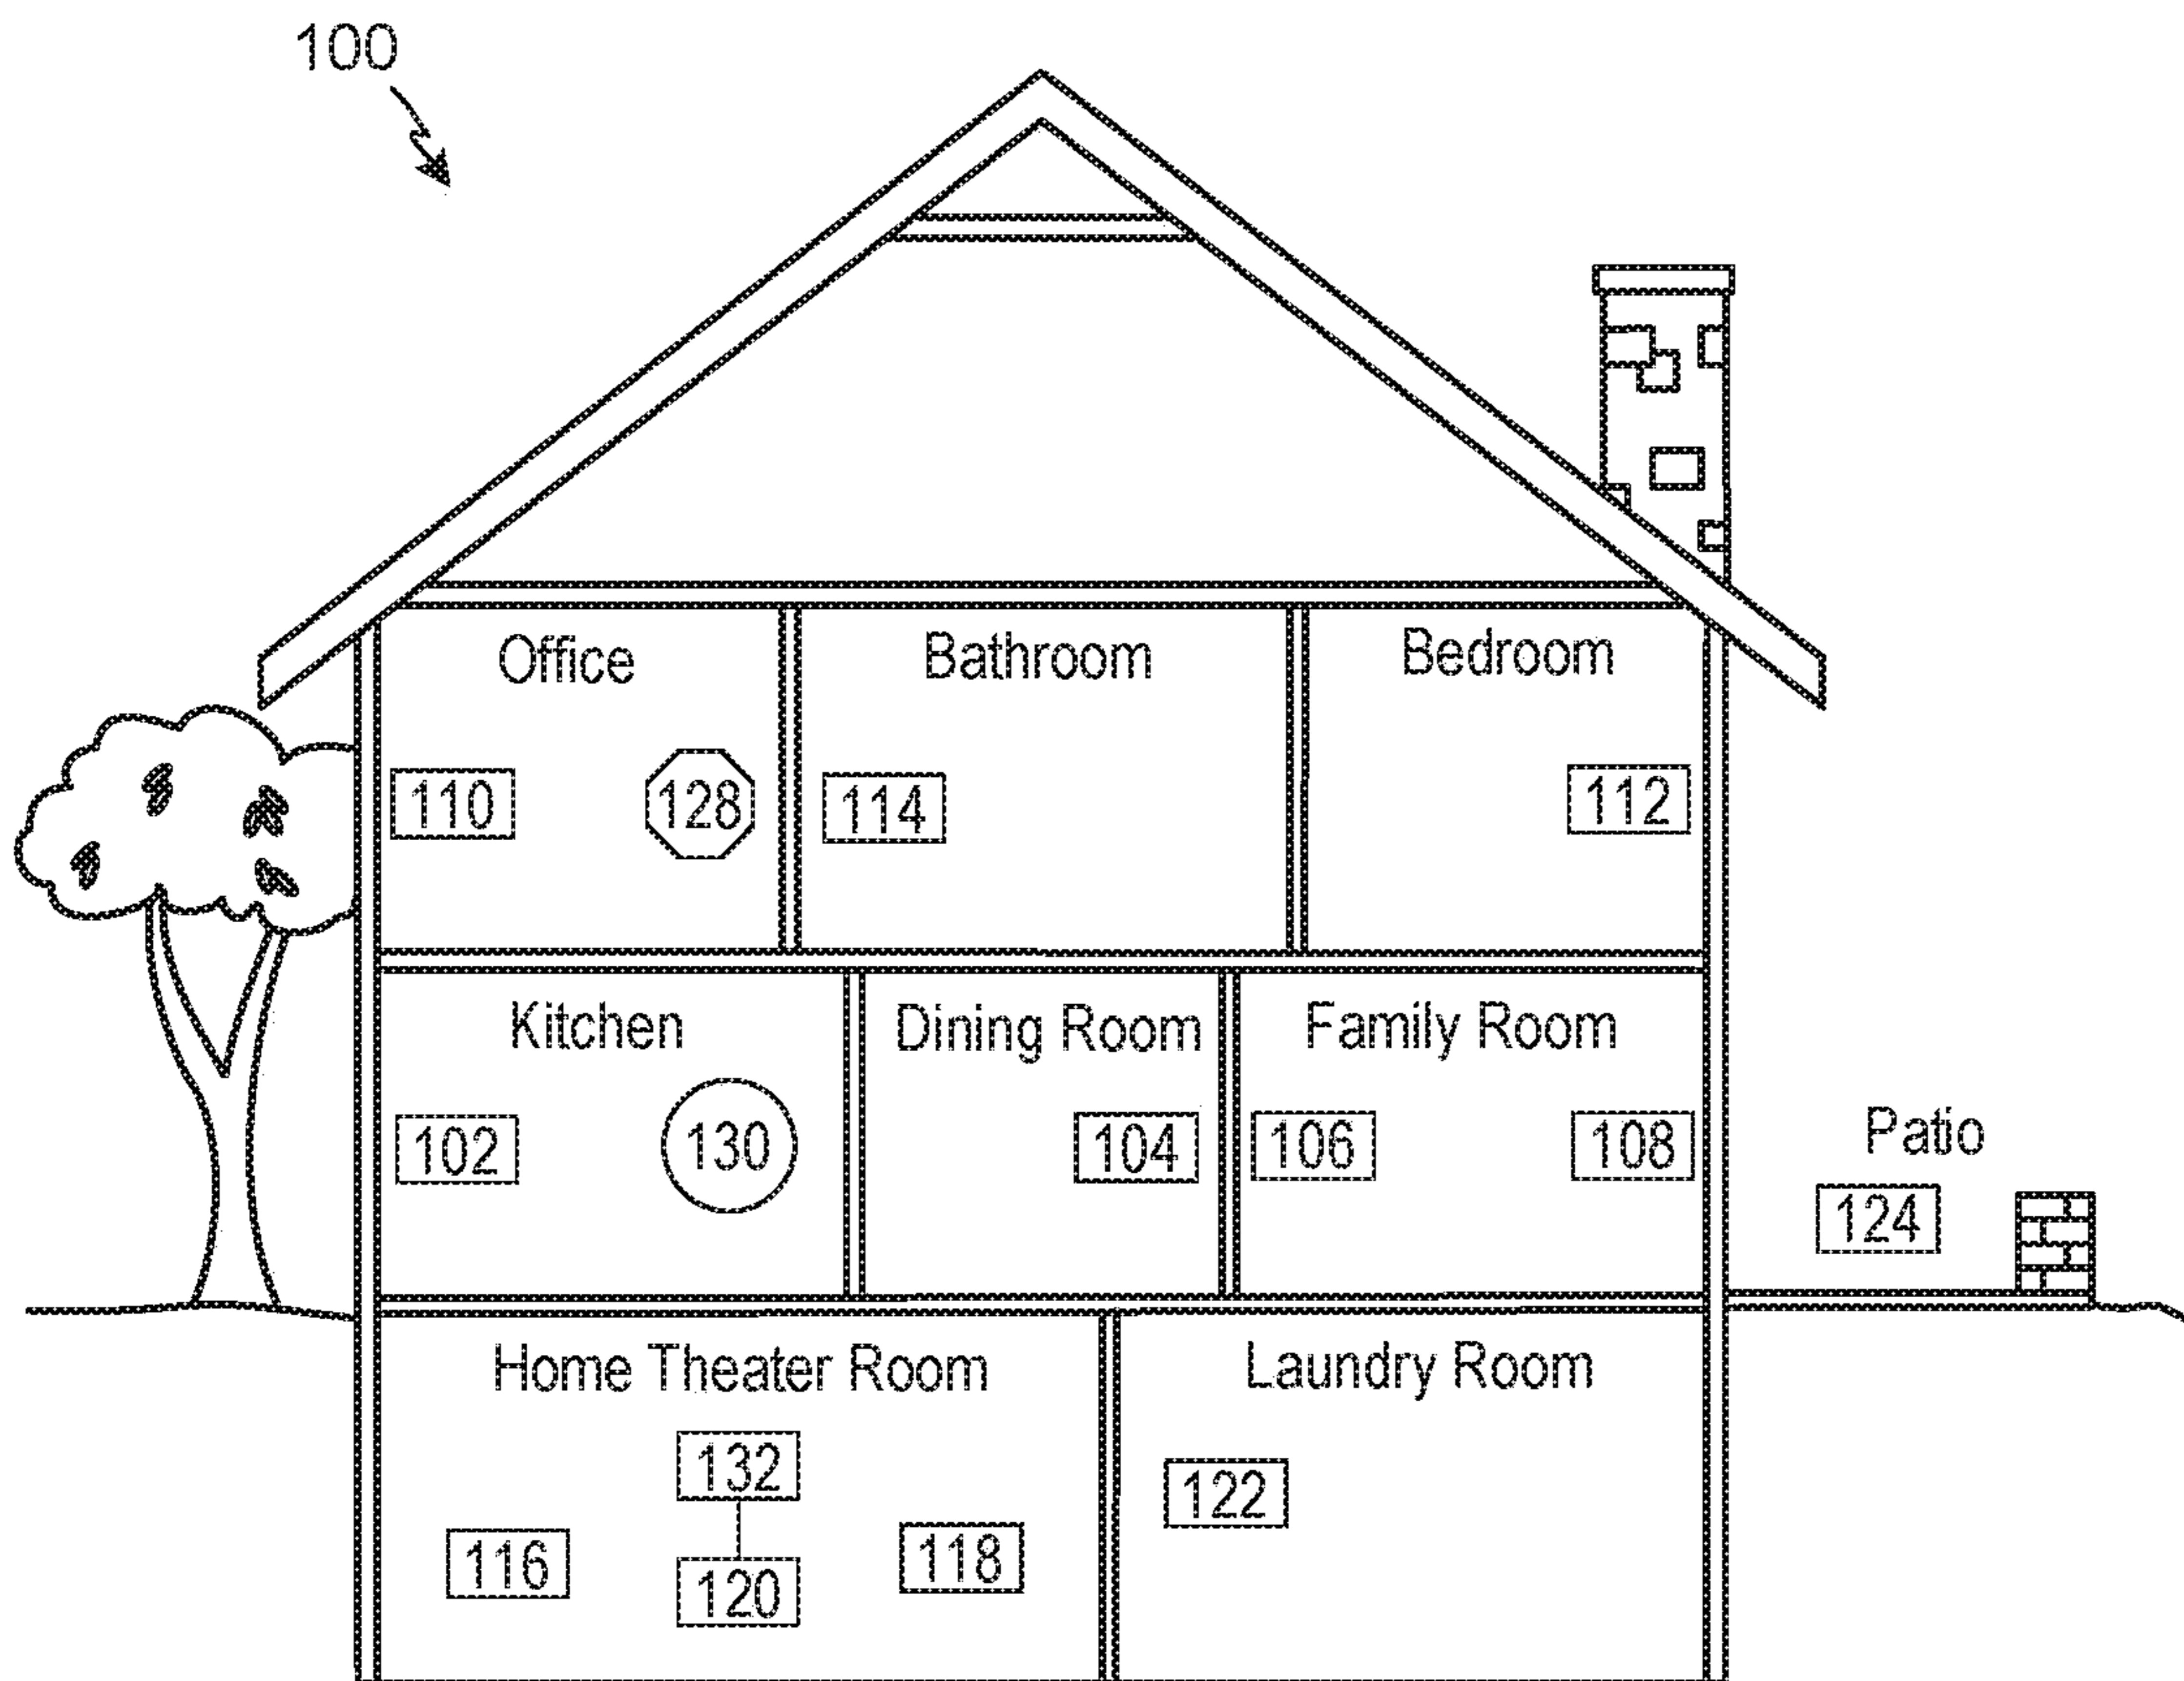 100
Office
Bathroom
Bedroom
110
128
114
112
Kitchen
Dining Room
Family Room
102
130
104
106
108
Patio
124
Home Theater Room
Laundry Room
132
122
116
120
118